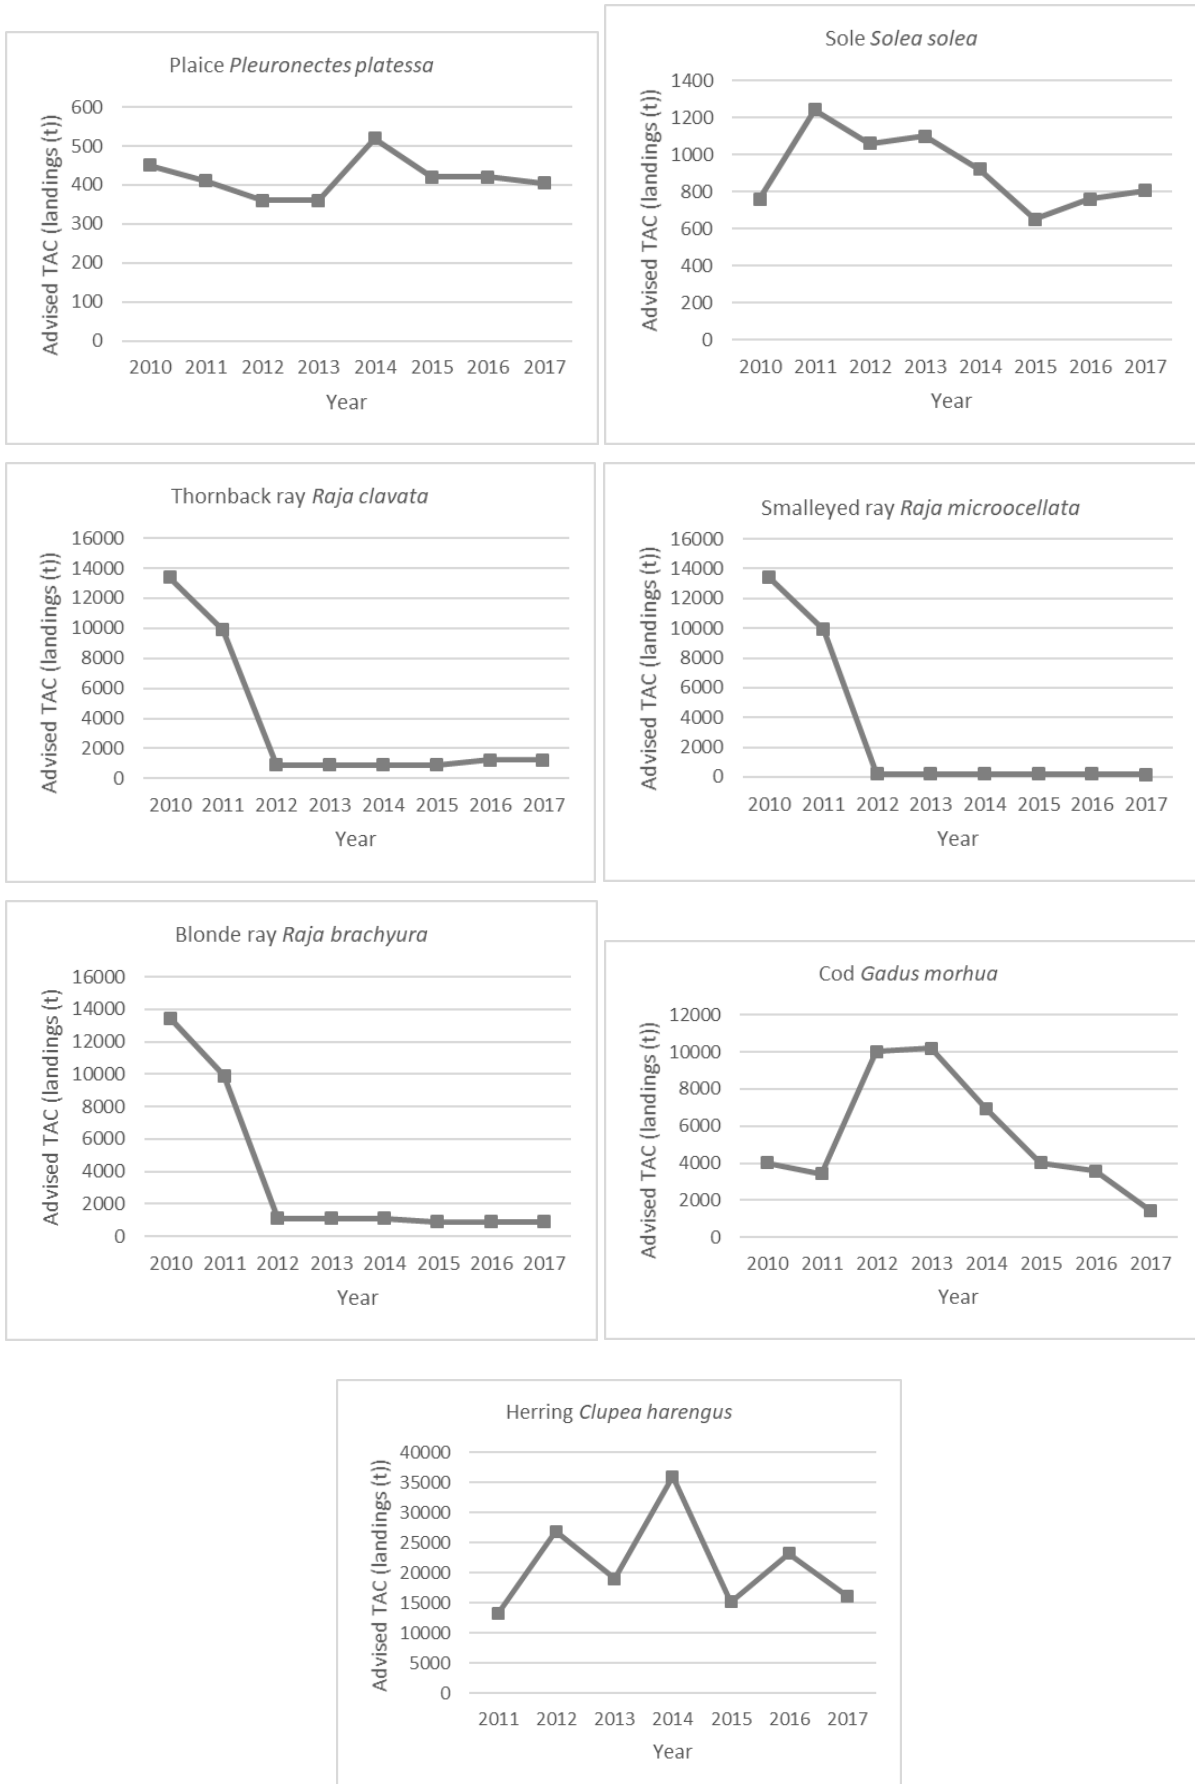 Plaice Pleuronectes platessa
Advised TAC (landings (t))
600
500
400
300
200
100
0
2010 2011 2012 2013 2014 2015 2016 2017
Year
Sole Solea solea
Advised TAC (landings (t))
1400
1200
1000
800
600
400
200
0
2010 2011 2012 2013 2014 2015 2016 2017
Year
Thornback ray Raja clavata
Advised TAC (landings (t))
16000
14000
12000
10000
8000
6000
4000
2000
0
2010 2011 2012 2013 2014 2015 2016 2017
Year
Smalleyed ray Raja microocellata
Advised TAC (landings (t))
16000
14000
12000
10000
8000
6000
4000
2000
0
2010 2011 2012 2013 2014 2015 2016 2017
Year
Blonde ray Raja brachyura
Advised TAC (landings (t)
16000
14000
12000
10000
8000
6000
4000
2000
0
2010 2011 2012 2013 2014 2015 2016 2017
Year
Cod Gadus morhua
Advised TAC (landings (t))
12000
10000
8000
6000
4000
2000
0
2010 2011 2012 2013 2014 2015 2016 2017
Year
Herring Clupea harengus
Advised TAC (landings (t))
40000
35000
30000
25000
20000
15000
10000
5000
0
2011 2012 2013 2014 2015 2016 2017
Year